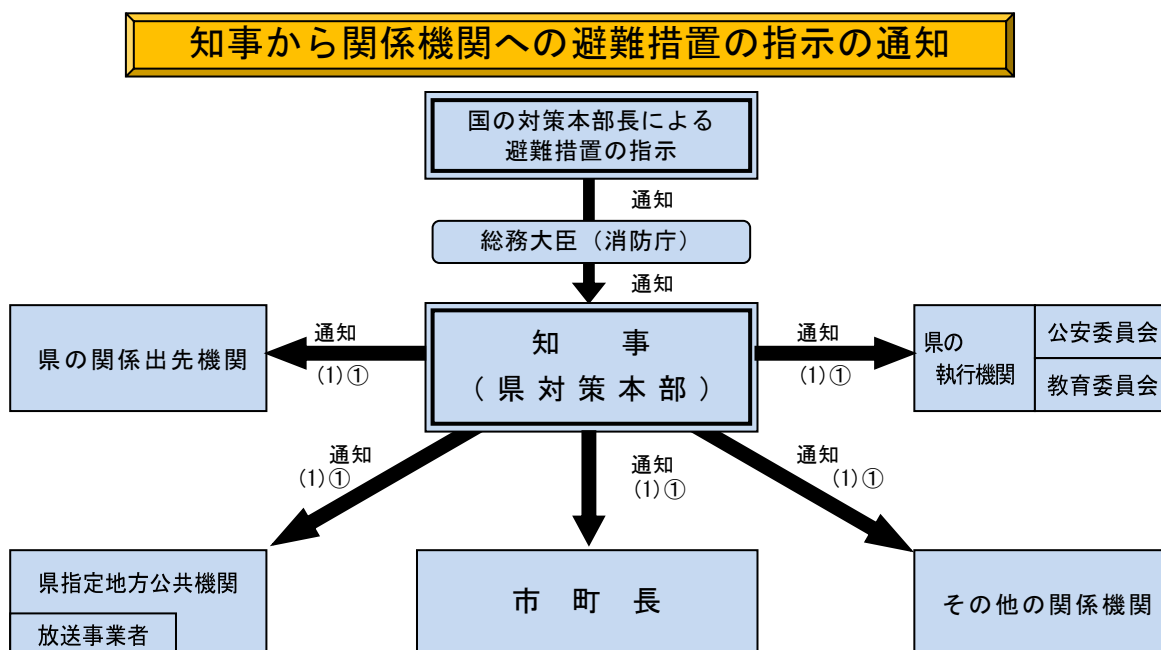 知事から関係機関への避難措置の指示の通知
国の対策本部長による
避難措置の指示
通知
総務大臣（消防庁）
通知
知　事
（県対策本部）
通知
(1)①
県の関係出先機関
通知
(1)①
県の
執行機関
公安委員会
教育委員会
通知
(1)①
通知
(1)①
通知
(1)①
県指定地方公共機関
放送事業者
市　町　長
その他の関係機関